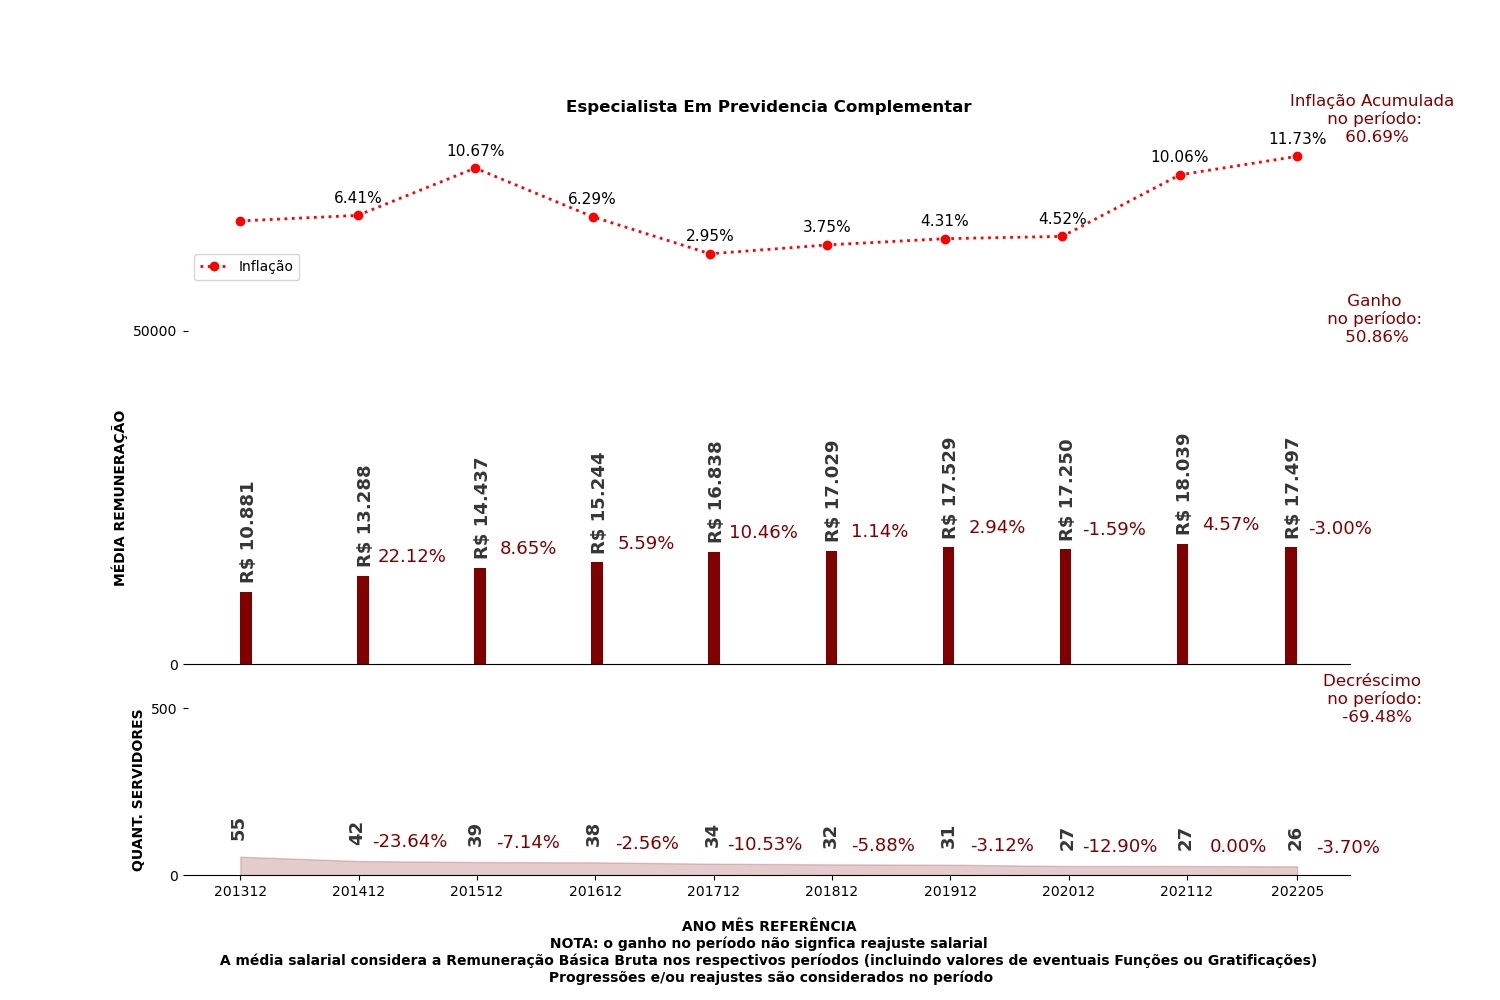 Especialista Em Previdencia Complementar
Inflação Acumulada
no período:
60.69%
6.41%
10.67%
6.29%
2.95%
3.75%
4.31%
4.52%
10.06%
11.73%
Inflação
Ganho
no período:
50.86%
50000
0
MÉDIA REMUNERAÇÃO
R$ 10.881
R$ 13.288
22.12%
R$ 14.437
8.65%
R$ 15.244
5.59%
R$ 16.838
10.46%
R$ 17.029
1.14%
R$ 17.529
2.94%
R$ 17.250
-1.59%
R$ 18.039
4.57%
R$ 17.497
-3.00%
Decréscimo
no período:
-69.48%
500
0
QUANT. SERVIDORES
55
42
-23.64%
39
-7.14%
38
-2.56%
34
-10.53%
32
-5.88%
31
-3.12%
27
-12.90%
27
0.00%
26
-3.70%
201312 201412 201512 201612 201712 201812 201912 202012 202112 202205
ANO MÊS REFERÊNCIA
NOTA: o ganho no período não signfica reajuste salarial
A média salarial considera a Remuneração Básica Bruta nos respectivos períodos (incluindo valores de eventuais Funções ou Gratificações)
Progressões e/ou reajustes são considerados no período